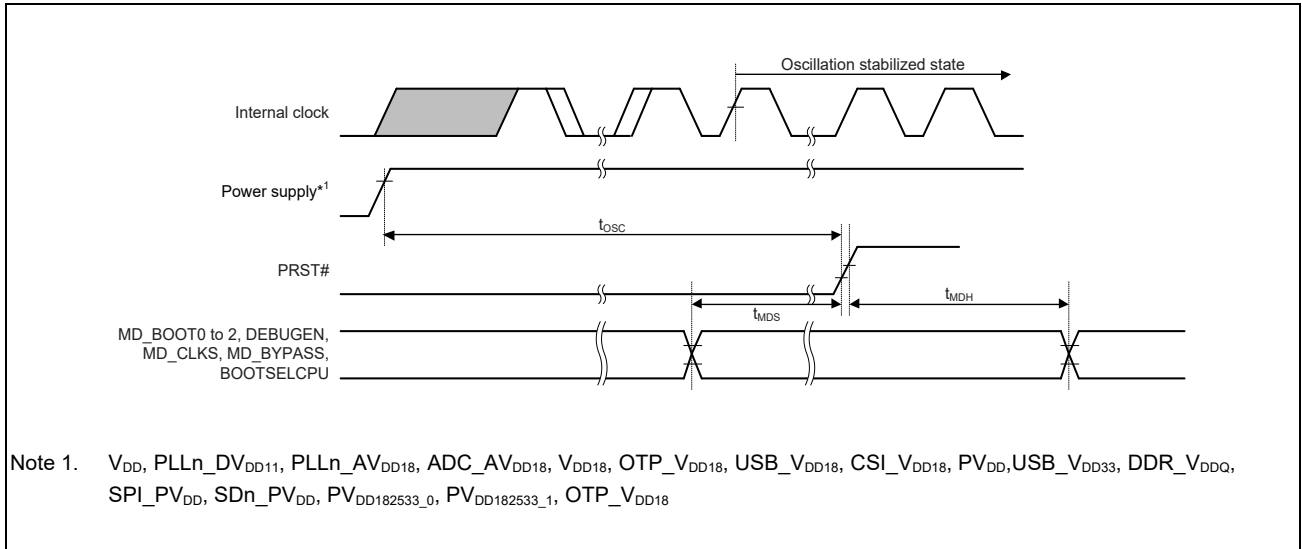 Oscillation stabilized state
Internal clock
Power supply*1
tOSC
PRST#
tMDS
tMDH
MD_BOOT0 to 2, DEBUGEN,
MD_CLKS, MD_BYPASS,
BOOTSELCPU
Note 1. VDD, PLLn_DVDD11, PLLn_AVDD18, ADC_AVDD18, VDD18, OTP_VDD18, USB_VDD18, CSI_VDD18, PVDD,USB_VDD33, DDR_VDDQ,
SPI_PVDD, SDn_PVDD, PVDD182533_0, PVDD182533_1, OTP_VDD18